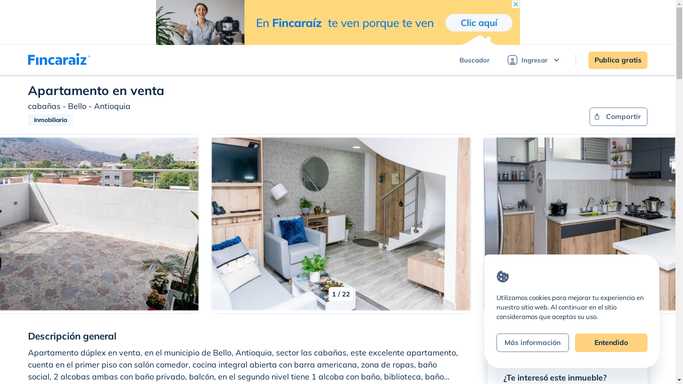 En Fincaraíz te ven porque te ven
Clic aquí
Fincaraiz
Buscador
Ingresar
Publica gratis
Apartamento en venta
cabañas - Bello - Antioquia
Inmobiliaria
Compartir
1 / 22
Utilizamos cookies para mejorar tu experiencia en
nuestro sitio web. Al continuar en el sitio
consideramos que aceptas su uso.
Más información
Entendido
Descripción general
Apartamento dúplex en venta, en el municipio de Bello, Antioquia, sector las cabañas, este excelente apartamento,
cuenta en el primer piso con salón comedor, cocina integral abierta con barra americana, zona de ropas, baño
social, 2 alcobas ambas con baño privado, balcón, en el segundo nivel tiene 1 alcoba con baño, biblioteca, baño...
¿Te interesó este inmueble?